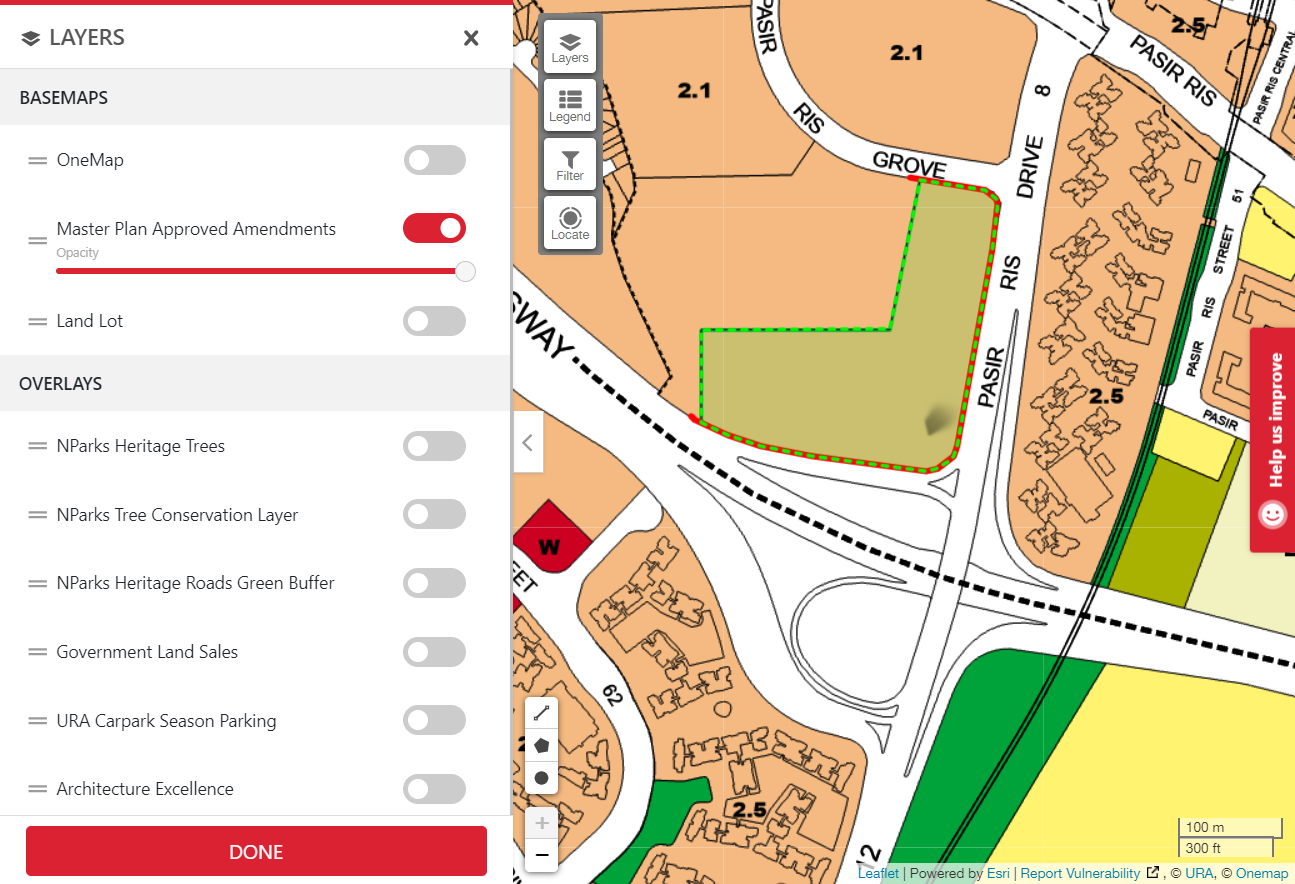 LAYERS
BASEMAPS
OneMap
Master Plan Approved Amendments
Opacity
Land Lot
OVERLAYS
NParks Heritage Trees
NParks Tree Conservation Layer
NParks Heritage Roads Green Buffer
Government Land Sales
URA Carpark Season Parking
Architecture Excellence
DONE
Layers
Legend
Filter
Locate
PASIR
RIS
GROVE
2.1
2.1
2.5
PASIR RIS
PASIR RIS CENTRAL
8
DRIVE
RIS
PASIR
51
STREET
RIS
PASIR
PASIR
2.5
SWAY
W
EET
62
2.5
12
Help us improve
+
−
100 m
300 ft
Leaflet | Powered by Esri | Report Vulnerability , © URA, © Onemap